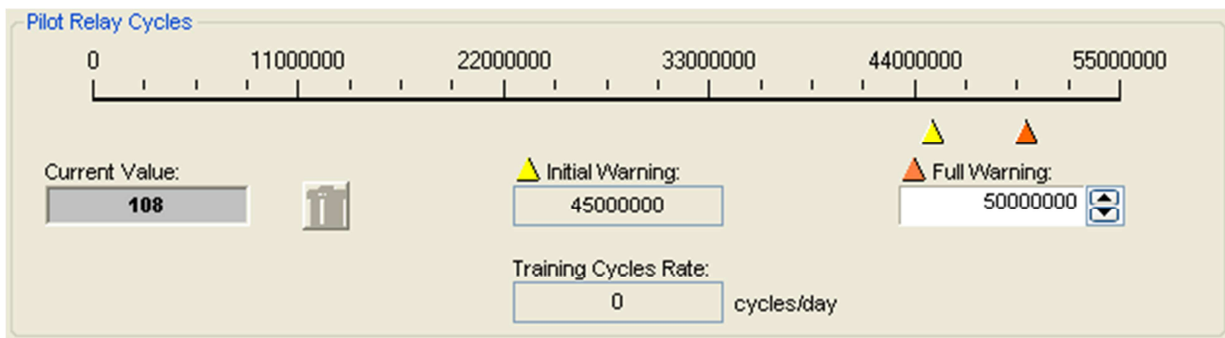 Pilot Relay Cycles
0 11000000 22000000 33000000 44000000 55000000
Current Value: Initial Warning: Full Warning:
108 45000000 50000000
Training Cycles Rate:
0 cycles/day